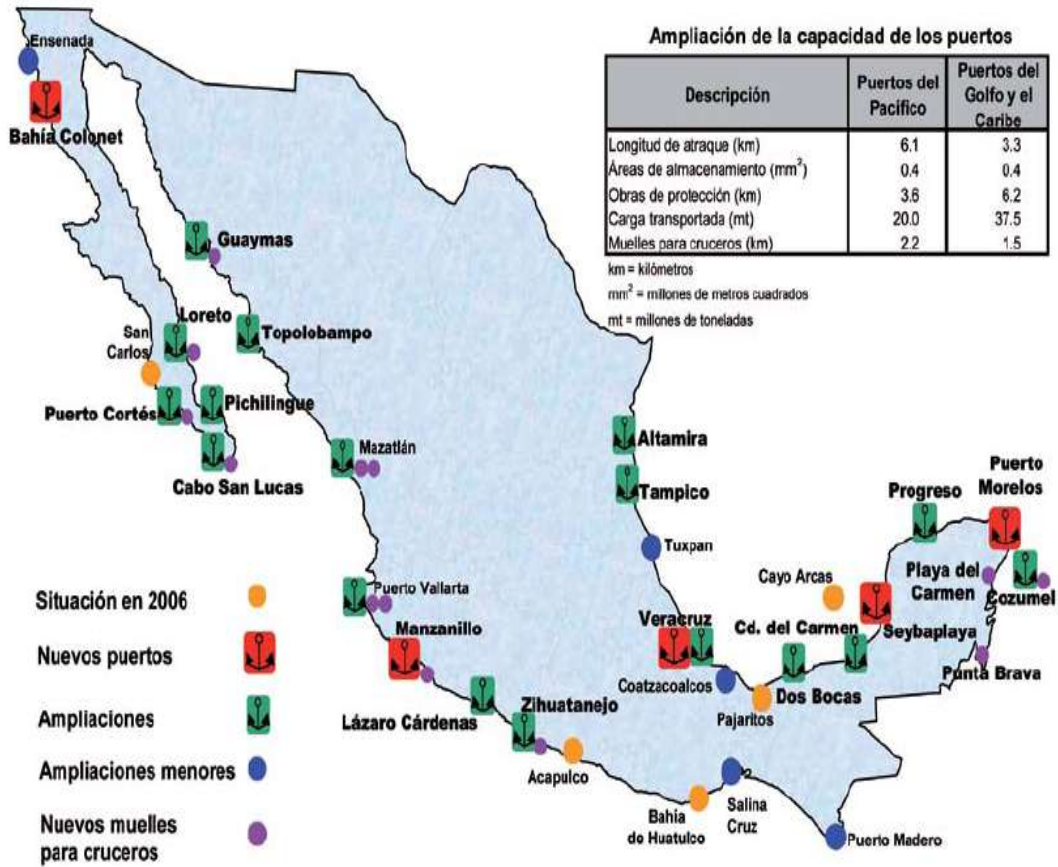 Ampliación de la capacidad de los puertos
Descripción Puertos del Pacífico Puertos del Golfo y el Caribe
Longitud de atraque (km) 6.1 3.3
Áreas de almacenamiento (mm²) 0.4 0.4
Obras de protección (km) 3.6 6.2
Carga transportada (mt) 20.0 37.5
Muelles para cruceros (km) 2.2 1.5
km = kilómetros
mm² = millones de metros cuadrados
mt = millones de toneladas
Ensenada
Bahía Colonet
Guaymas
Loreto
Topolobampo
San
Carlos
Puerto Cortés
Pichilingue
Cabo San Lucas
Mazatlán
Altamira
Tampico
Tuxpan
Progreso
Puerto
Morelos
Cayo Arcas
Playa del
Carmen
Cozumel
Puerto Vallarta
Manzanillo
Veracruz
Cd. del Carmen
Seybaplaya
Punta Brava
Coatzacoalcos
Dos Bocas
Pajaritos
Lázaro Cárdenas
Zihuatanejo
Acapulco
Bahía
de Huatulco
Salina
Cruz
Puerto Madero
Situación en 2006
Nuevos puertos
Ampliaciones
Ampliaciones menores
Nuevos muelles
para cruceros